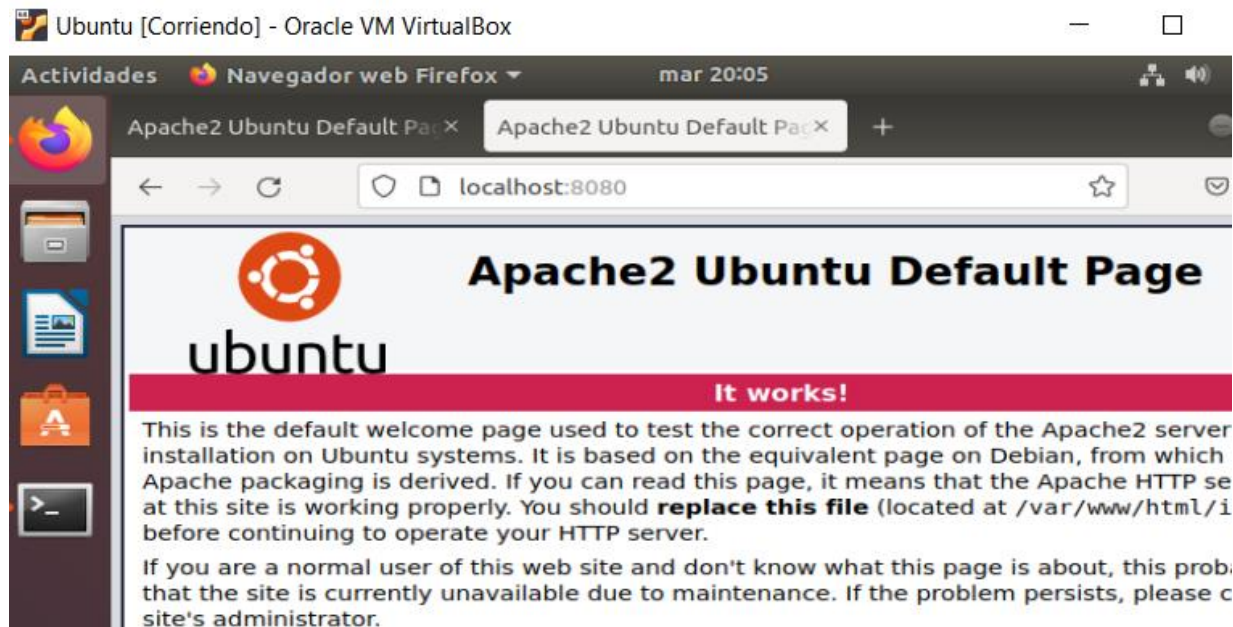 Ubuntu [Corriendo] - Oracle VM VirtualBox
Actividades Navegador web Firefox mar 20:05
Apache2 Ubuntu Default Pa Apache2 Ubuntu Default Pa
localhost:8080
ubuntu
Apache2 Ubuntu Default Page
It works!
This is the default welcome page used to test the correct operation of the Apache2 server
installation on Ubuntu systems. It is based on the equivalent page on Debian, from which
Apache packaging is derived. If you can read this page, it means that the Apache HTTP se
at this site is working properly. You should replace this file (located at /var/www/html/i
before continuing to operate your HTTP server.
If you are a normal user of this web site and don't know what this page is about, this proba
that the site is currently unavailable due to maintenance. If the problem persists, please c
site's administrator.